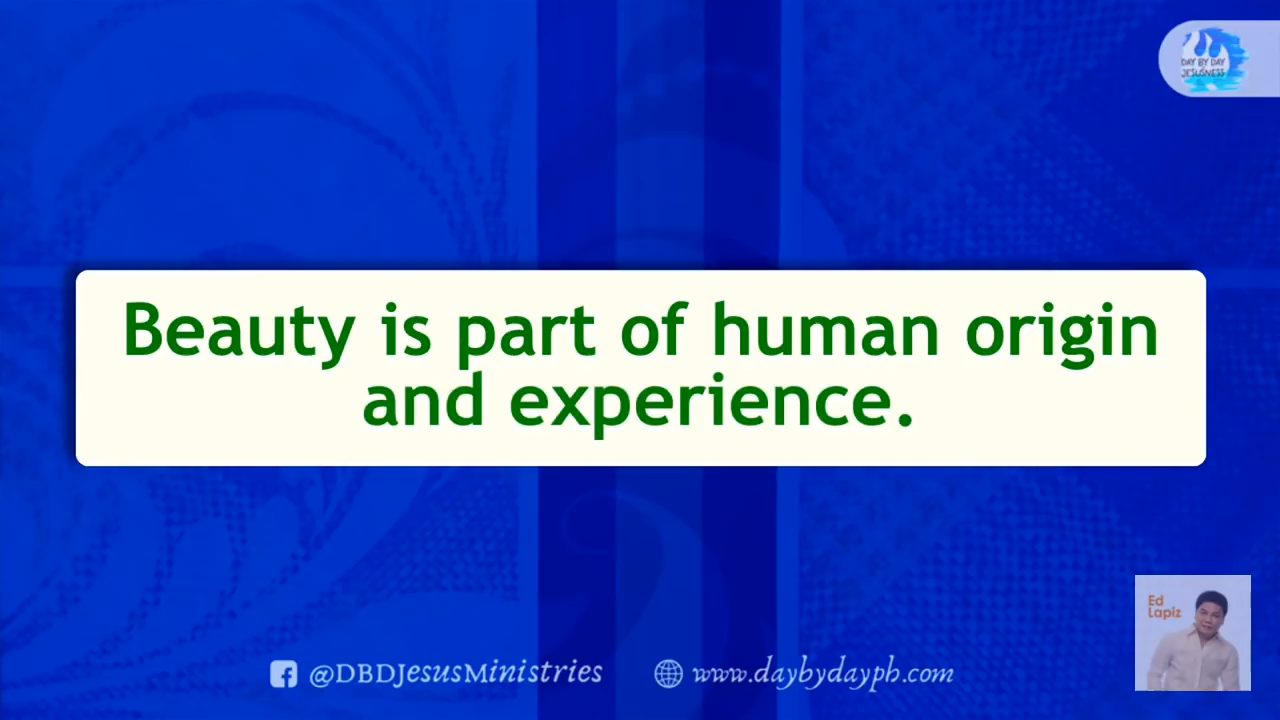 DAY BY DAY
JESUSNESS
Beauty is part of human origin
and experience.
Ed
Lapiz
@DBDJesusMinistries
www.daybydayph.com